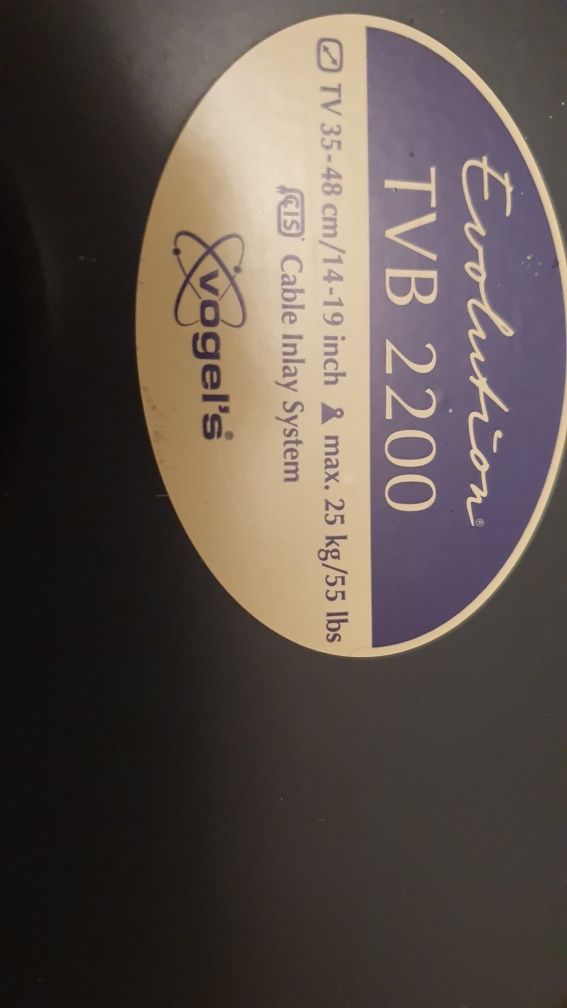 Evolution®
TVB 2200
TV 35-48 cm/14-19 inch max. 25 kg/55 lbs
CIS Cable Inlay System
vogel's®